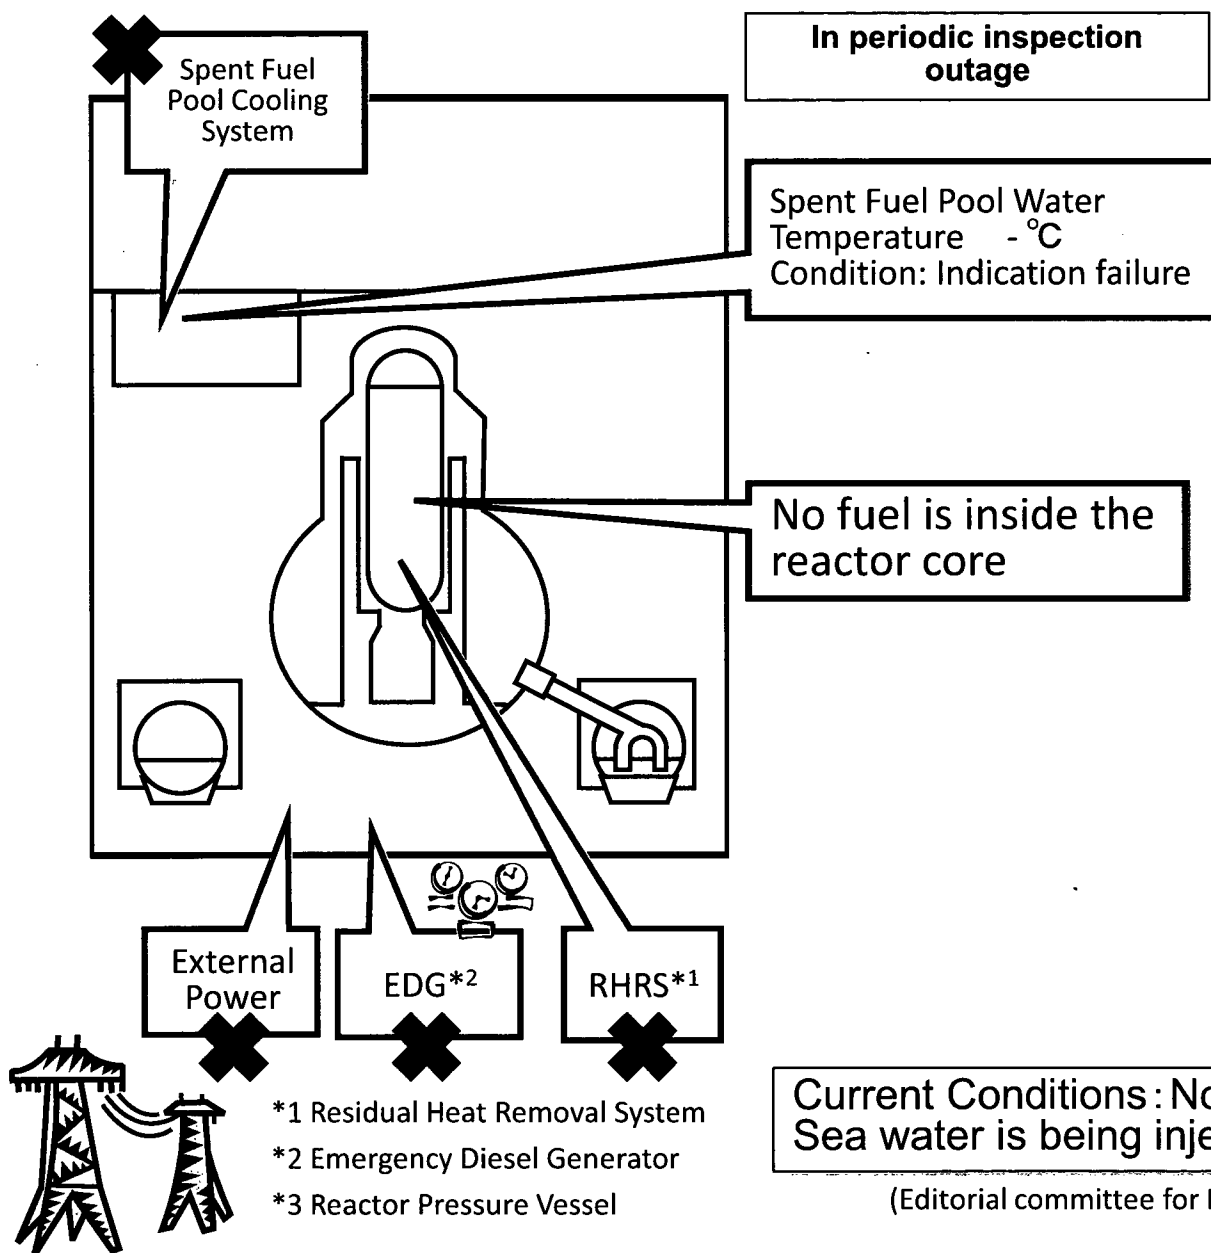 In periodic inspection
outage
Spent Fuel
Pool Cooling
System
Spent Fuel Pool Water
Temperature - ℃
Condition: Indication failure
No fuel is inside the
reactor core
External
Power
EDG*2
RHRS*1
*1 Residual Heat Removal System
*2 Emergency Diesel Generator
*3 Reactor Pressure Vessel
Current Conditions : No
Sea water is being inje
(Editorial committee for